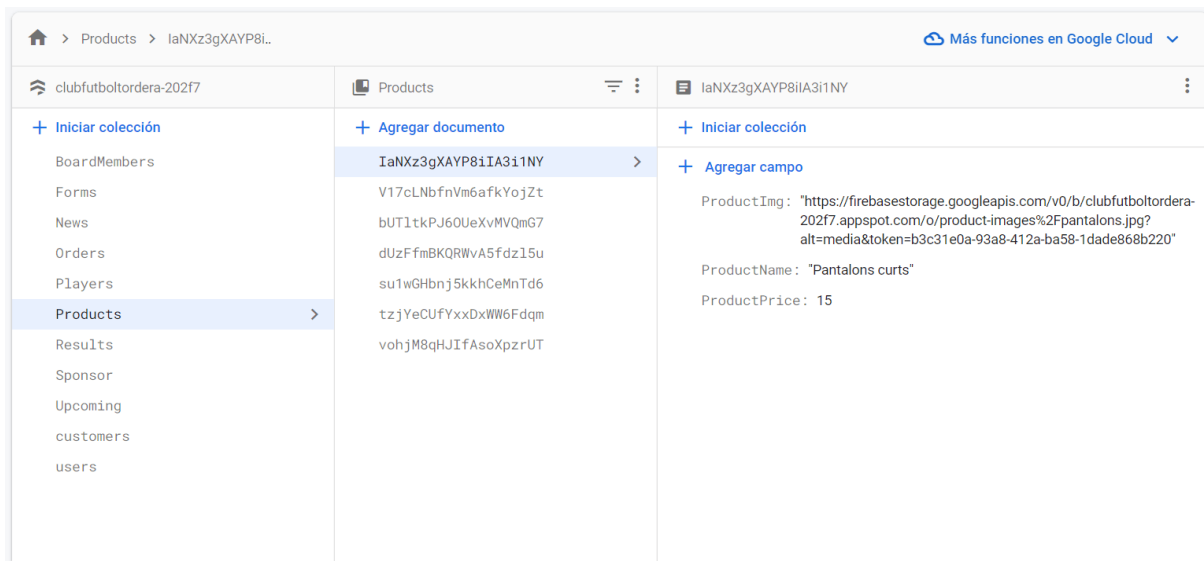 Products > IaNXz3gXAYP8i..
Más funciones en Google Cloud
clubfutboltordera-202f7
Iniciar colección
BoardMembers
Forms
News
Orders
Players
Products
Results
Sponsor
Upcoming
customers
users
Products
Agregar documento
IaNXz3gXAYP8iIA3i1NY
V17cLNbfnVm6afkYojZt
bUTltkPJ6OUeXvMVQmG7
dUzFfmBKQRWvA5fdzl5u
su1wGHbnj5kkhCeMnTd6
tzjYeCUfYxxDxWW6Fdqm
vohjM8qHJIfAsoXpzrUT
IaNXz3gXAYP8iIA3i1NY
Iniciar colección
Agregar campo
ProductImg: "https://firebasestorage.googleapis.com/v0/b/clubfutboltordera-
202f7.appspot.com/o/product-images%2Fpantalons.jpg?
alt=media&token=b3c31e0a-93a8-412a-ba58-1dade868b220"
ProductName: "Pantalons curts"
ProductPrice: 15